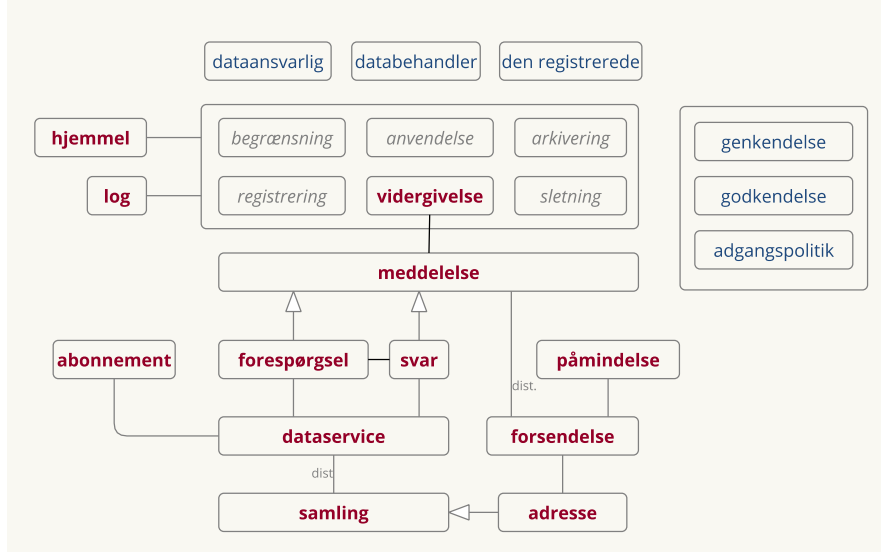 dataansvarlig
databehandler
den registrerede
hjemmel
begrænsning
anvendelse
arkivering
genkendelse
log
registrering
vidergivelse
sletning
godkendelse
adgangspolitik
meddelelse
abonnement
forespørgsel
svar
påmindelse
dist.
dataservice
forsendelse
dist
samling
adresse